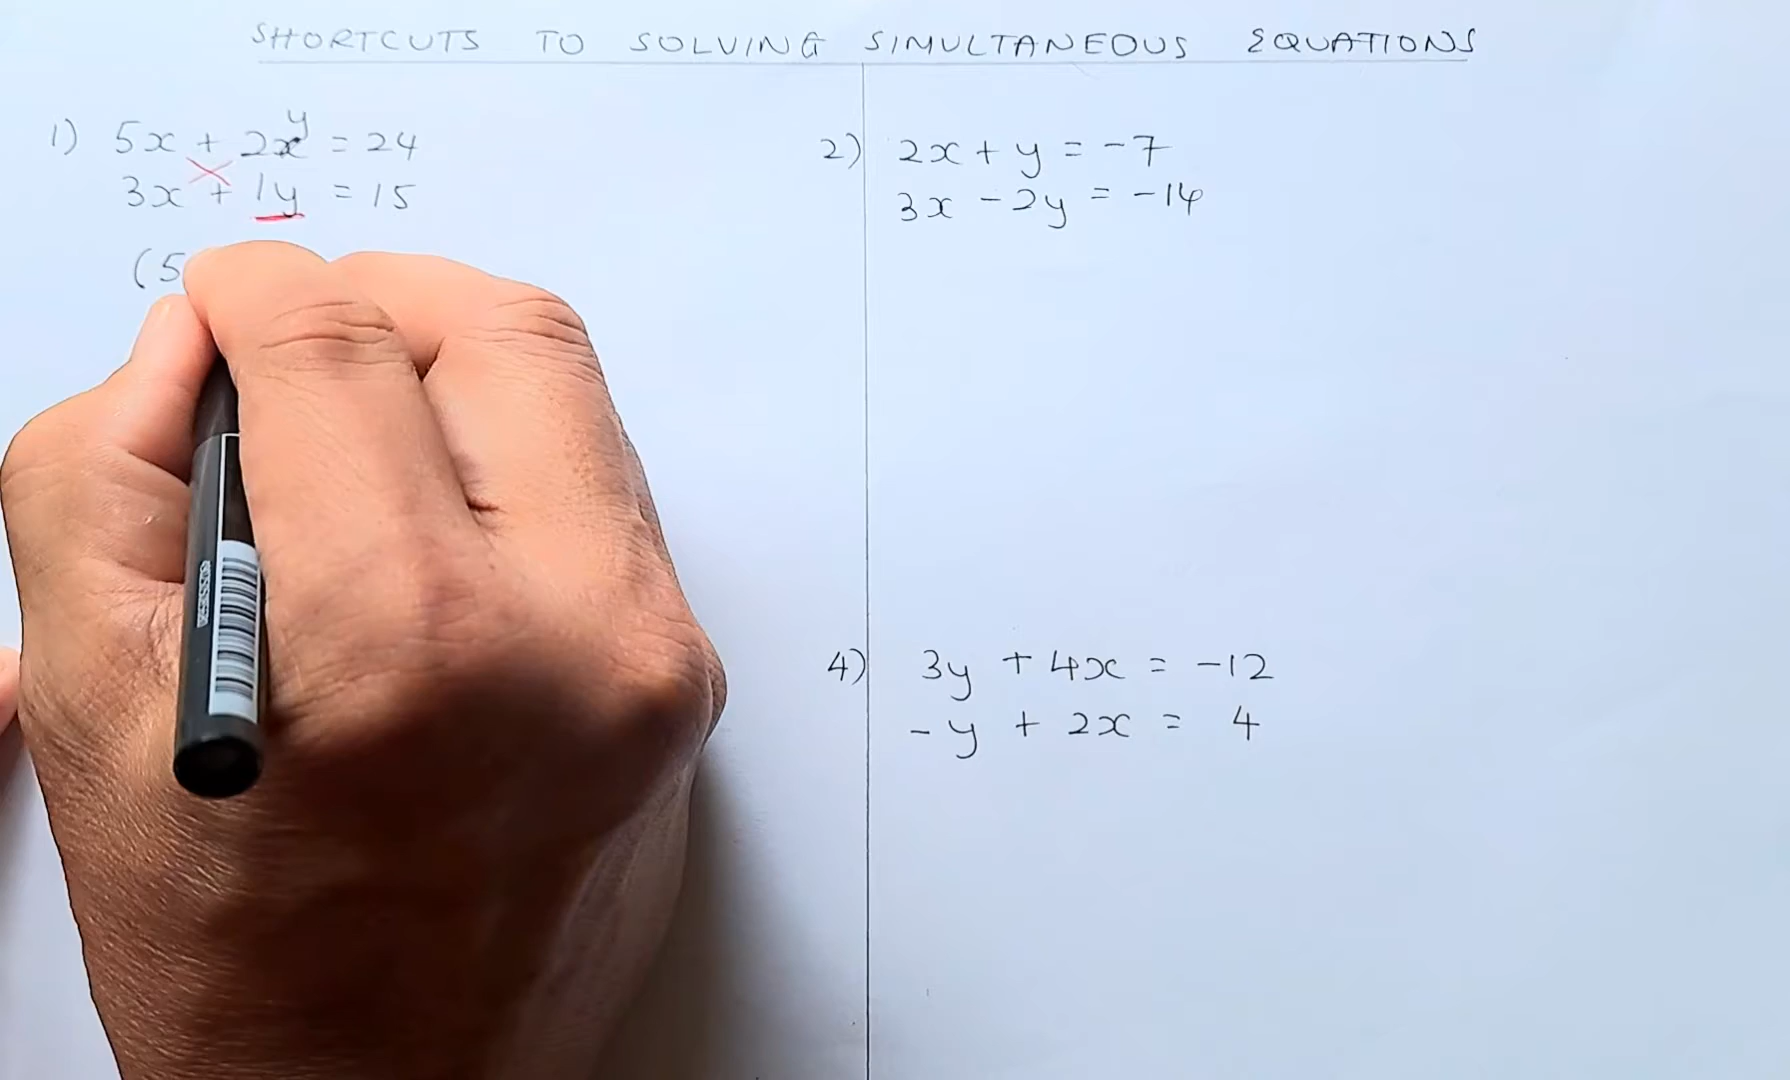 SHORTCUTS TO SOLVING SIMULTANEOUS EQUATIONS
1) 5x + 2y = 24
3x + 1y = 15
(5
2) 2x + y = -7
3x - 2y = -14
4) 3y + 4x = -12
-y + 2x = 4